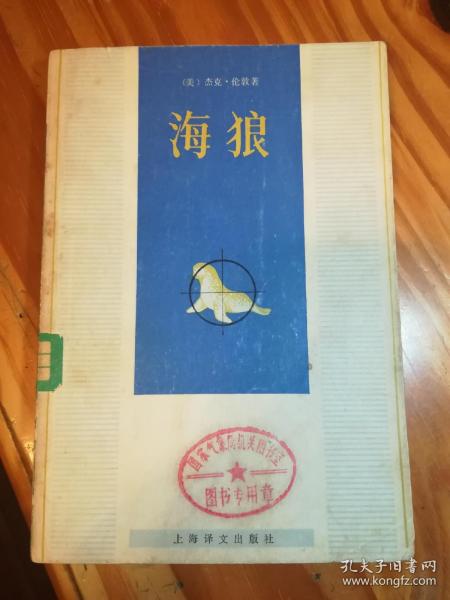 （美）杰克·伦敦著
海狼
国家气象局机关图书室
图书专用章
上海译文出版社
孔夫子旧书网
www.kongfz.com